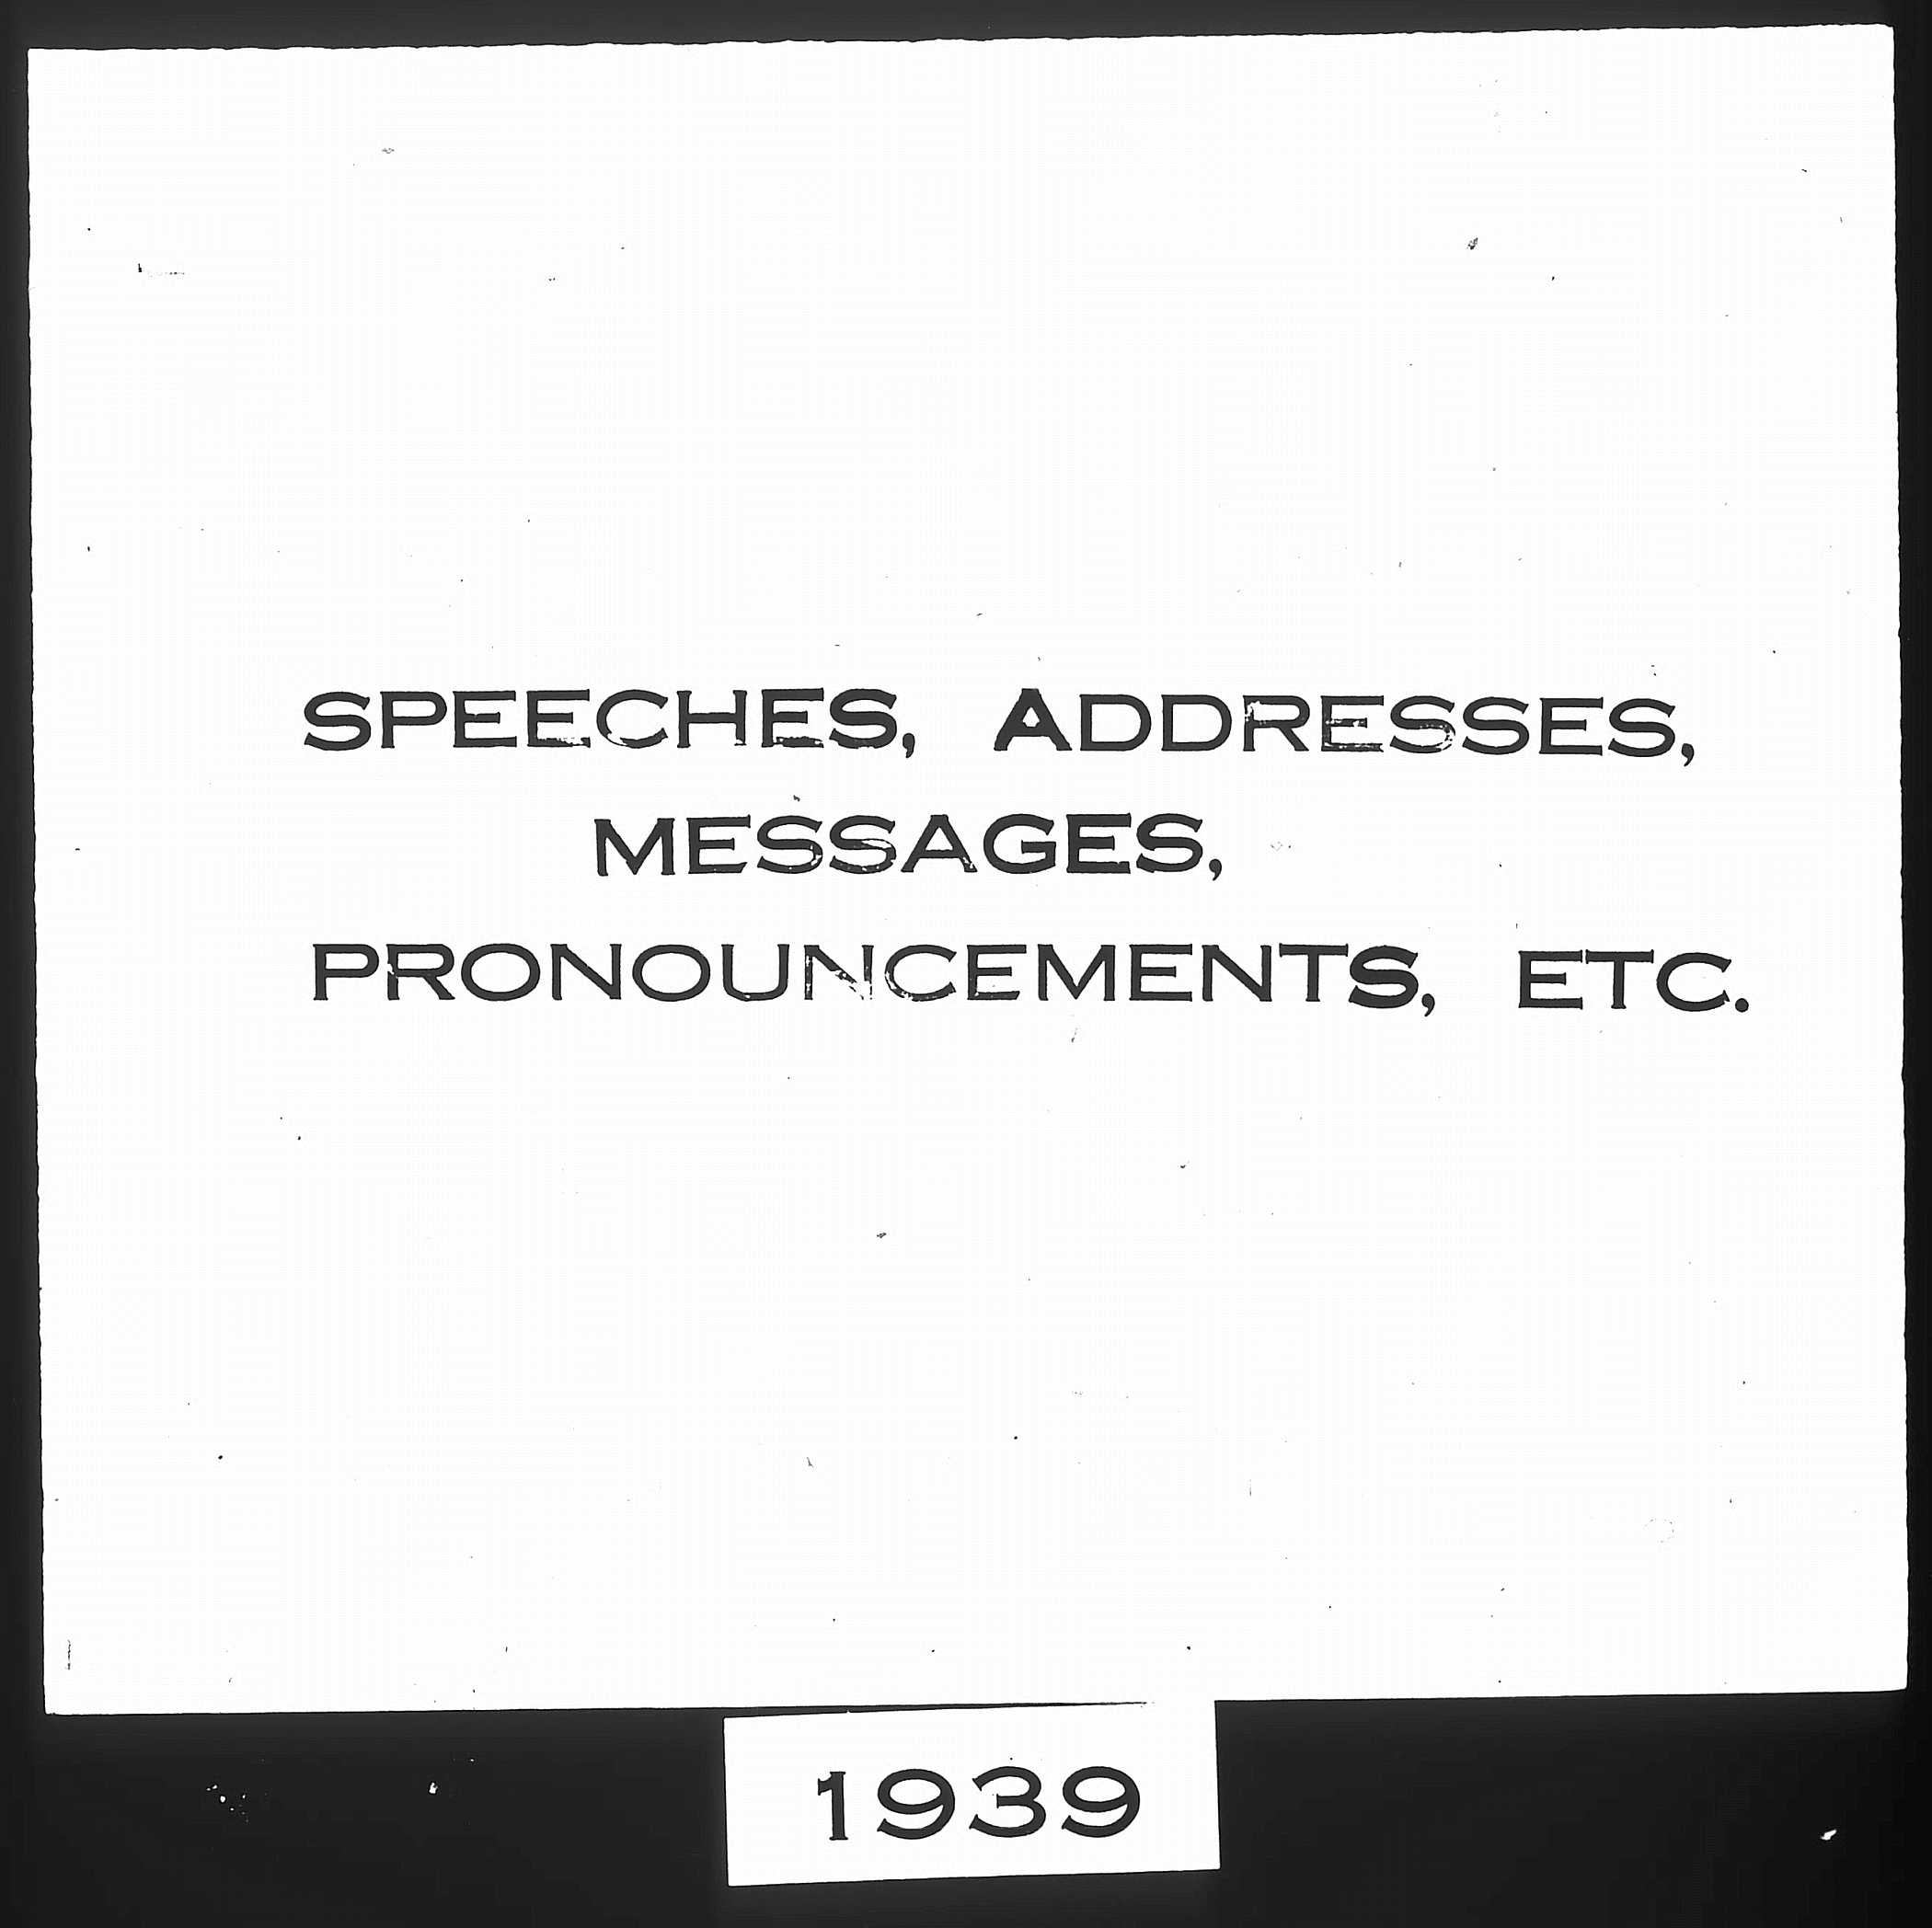 SPEECHES, ADDRESSES,
MESSAGES,
PRONOUNCEMENTS, ETC.
1939